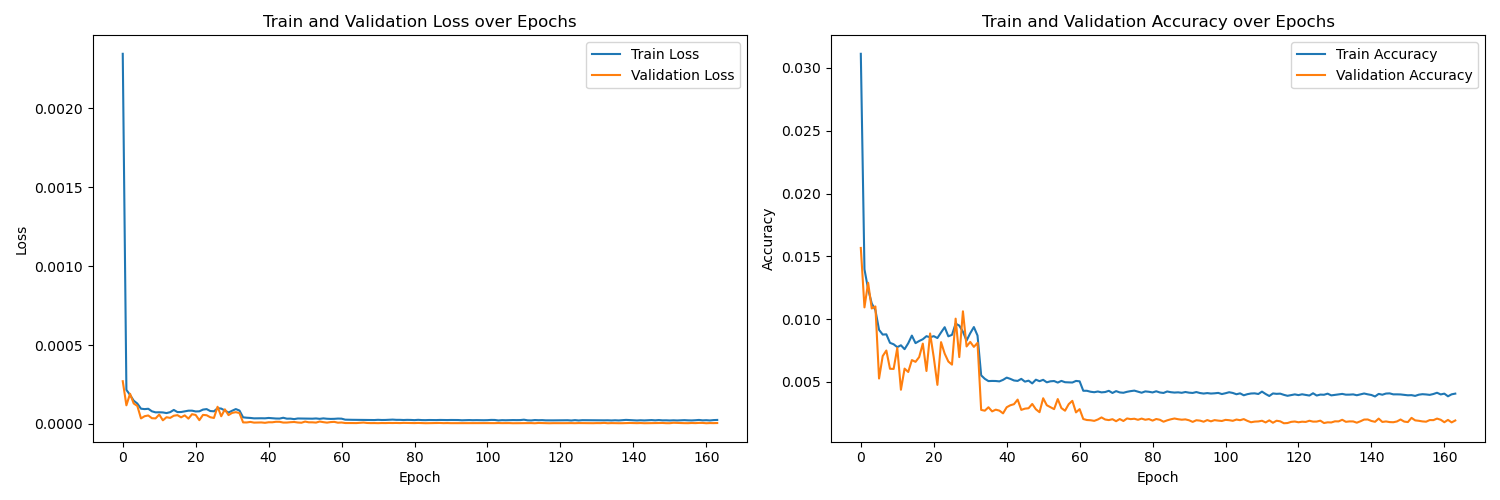 Train and Validation Loss over Epochs
Train Loss
Validation Loss
0.0020
0.0015
0.0010
0.0005
0.0000
Loss
0 20 40 60 80 100 120 140 160
Epoch
Train and Validation Accuracy over Epochs
Train Accuracy
Validation Accuracy
0.030
0.025
0.020
0.015
0.010
0.005
Accuracy
0 20 40 60 80 100 120 140 160
Epoch